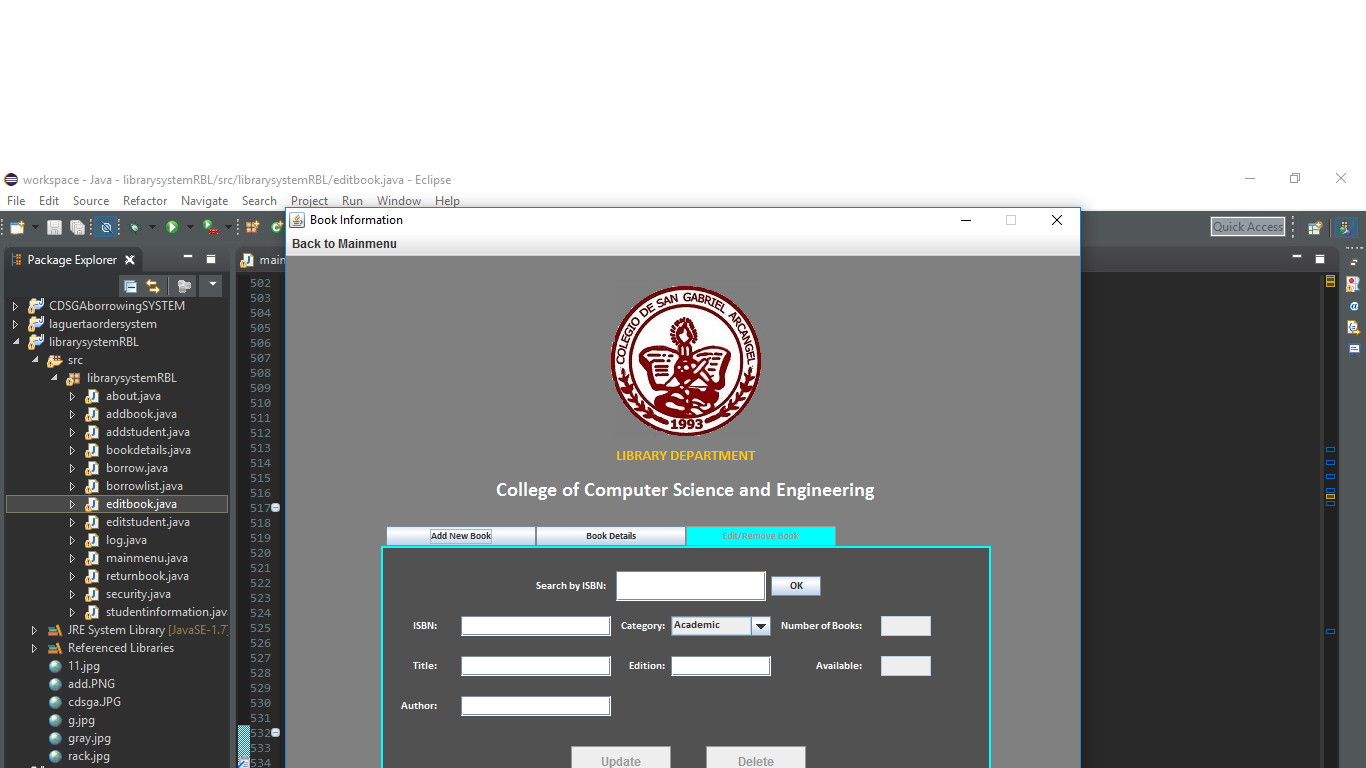 workspace - Java - librarysystemRBL/src/librarysystemRBL/editbook.java - Eclipse
File Edit Source Refactor Navigate Search Project Run Window Help
Quick Access
Package Explorer
CDSGAborrowingSYSTEM
laguertaordersystem
librarysystemRBL
src
librarysystemRBL
about.java
addbook.java
addstudent.java
bookdetails.java
borrow.java
borrowlist.java
editbook.java
editstudent.java
log.java
mainmenu.java
returnbook.java
security.java
studentinformation.jav
JRE System Library [JavaSE-1.7
Referenced Libraries
11.jpg
add.PNG
cdsga.JPG
g.jpg
gray.jpg
rack.jpg
main
502
503
504
505
506
507
508
509
510
511
512
513
514
515
516
517
518
519
520
521
522
523
524
525
526
527
528
529
530
531
532
533
534
Book Information
Back to Mainmenu
COLEGIO DE SAN GABRIEL ARCANGEL
1993
LIBRARY DEPARTMENT
College of Computer Science and Engineering
Add New Book Book Details Edit/Remove Book
Search by ISBN: OK
ISBN: Category: Academic Number of Books:
Title: Edition: Available:
Author:
Update Delete